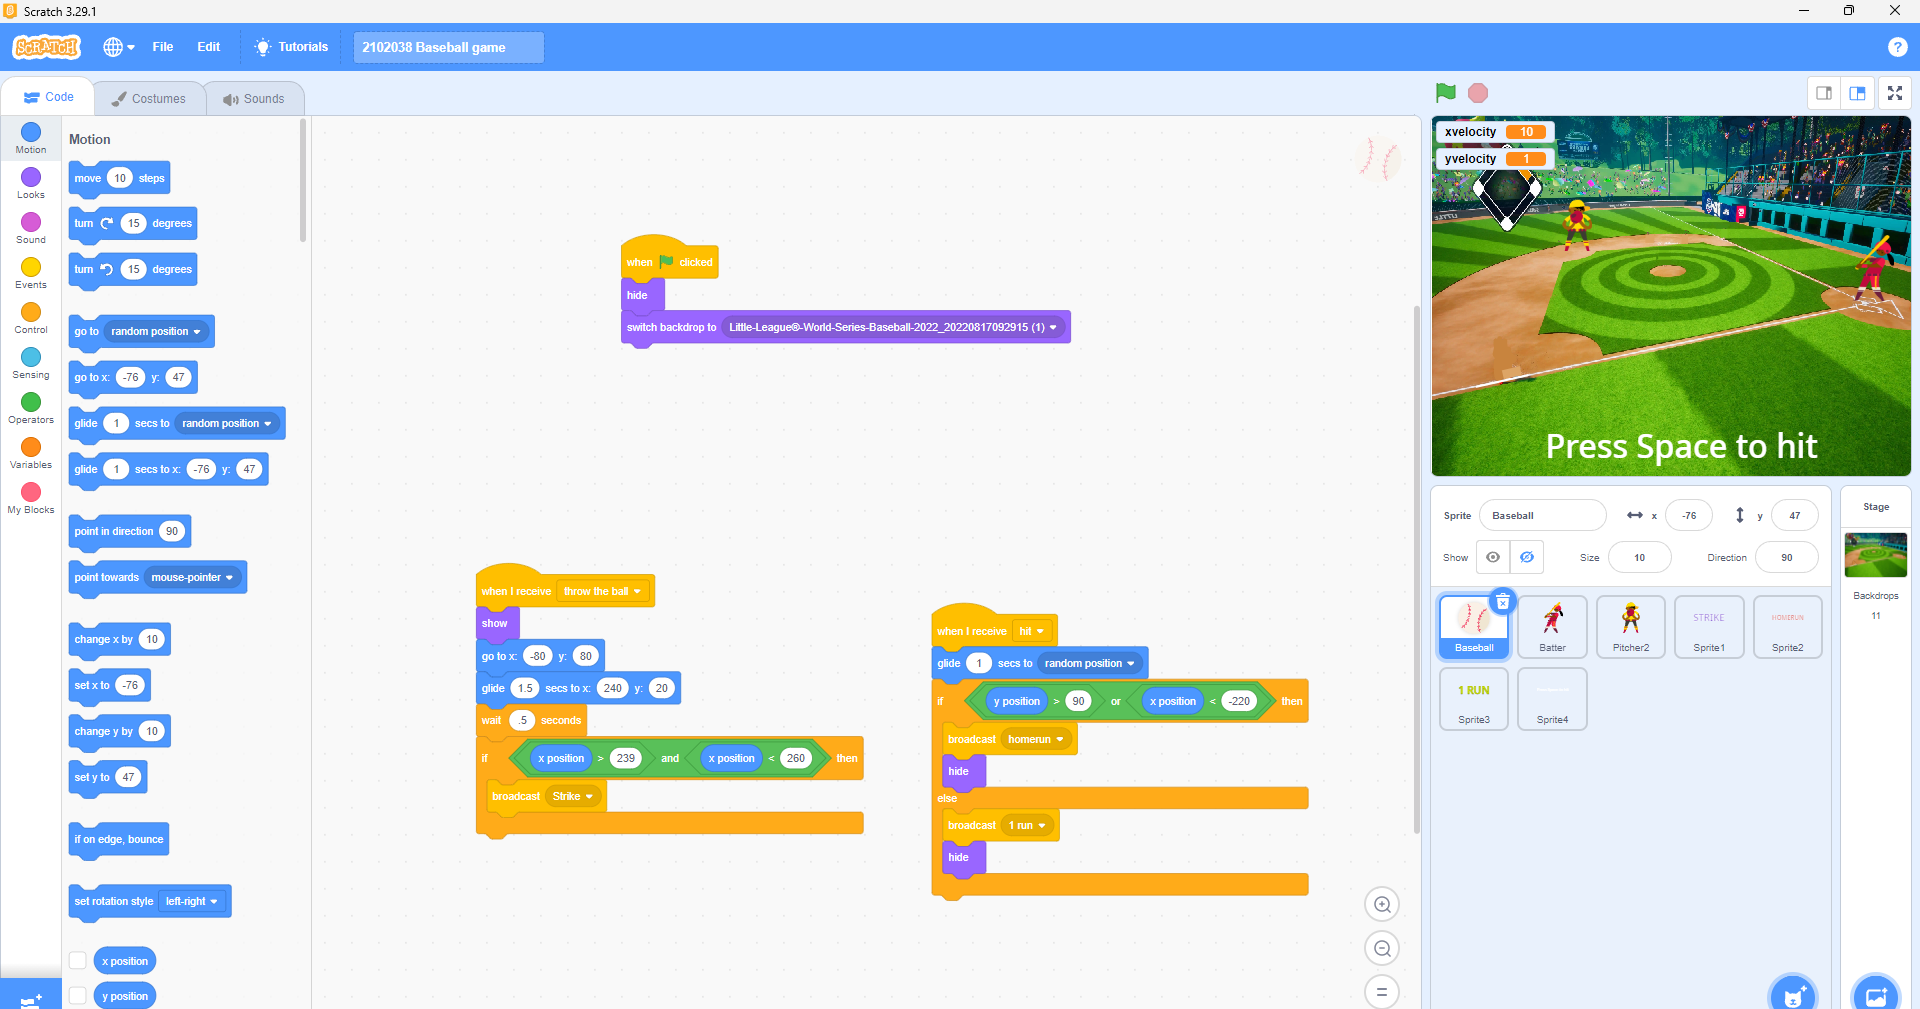 Scratch 3.29.1
SCRATCH
File
Edit
Tutorials
2102038 Baseball game
Code
Costumes
Sounds
Motion
Looks
Sound
Events
Control
Sensing
Operators
Variables
My Blocks
Motion
move 10 steps
turn 15 degrees
turn 15 degrees
go to random position
go to x: -76 y: 47
glide 1 secs to random position
glide 1 secs to x: -76 y: 47
point in direction 90
point towards mouse-pointer
change x by 10
set x to -76
change y by 10
set y to 47
if on edge, bounce
set rotation style left-right
x position
y position
when clicked
hide
switch backdrop to Little-League®-World-Series-Baseball-2022_20220817092915 (1)
when I receive throw the ball
show
go to x: -80 y: 80
glide 1.5 secs to x: 240 y: 20
wait .5 seconds
if x position > 239 and x position < 260 then
broadcast Strike
when I receive hit
glide 1 secs to random position
if y position > 90 or x position < -220 then
broadcast homerun
hide
else
broadcast 1 run
hide
xvelocity 10
yvelocity 1
Press Space to hit
Sprite Baseball x -76 y 47
Show Size 10 Direction 90
Baseball
Batter
Pitcher2
STRIKE
Sprite1
HOMERUN
Sprite2
1 RUN
Sprite3
Sprite4
Stage
Backdrops
11